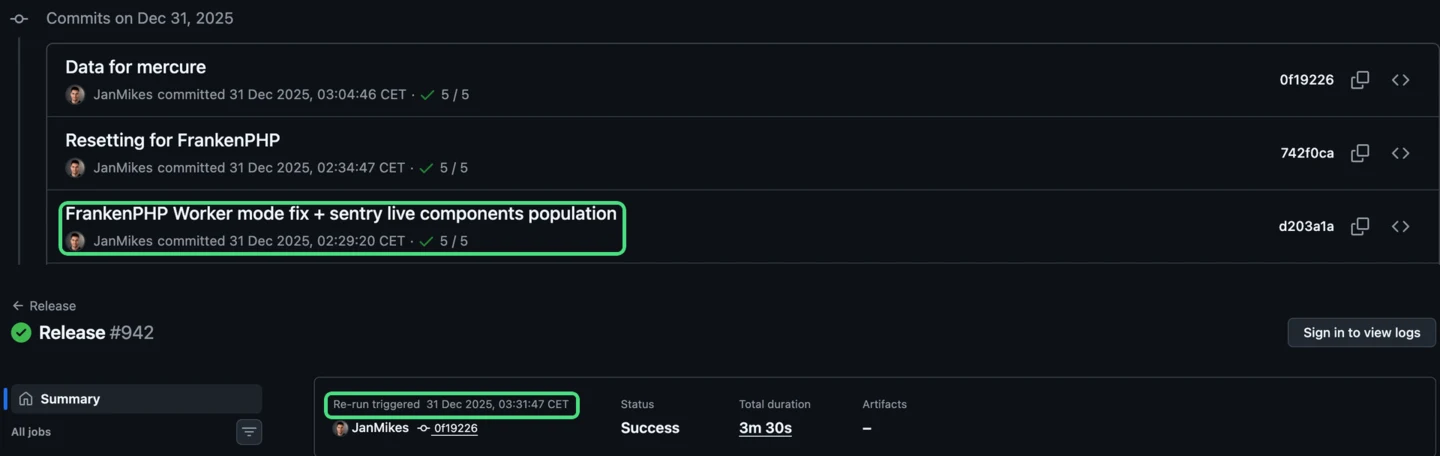 Commits on Dec 31, 2025
Data for mercure
JanMikes committed 31 Dec 2025, 03:04:46 CET · 5 / 5
0f19226
Resetting for FrankenPHP
JanMikes committed 31 Dec 2025, 02:34:47 CET · 5 / 5
742f0ca
FrankenPHP Worker mode fix + sentry live components population
JanMikes committed 31 Dec 2025, 02:29:20 CET · 5 / 5
d203a1a
Release
Release #942
Sign in to view logs
Summary
All jobs
Re-run triggered 31 Dec 2025, 03:31:47 CET
JanMikes 0f19226
Status
Success
Total duration
3m 30s
Artifacts
–